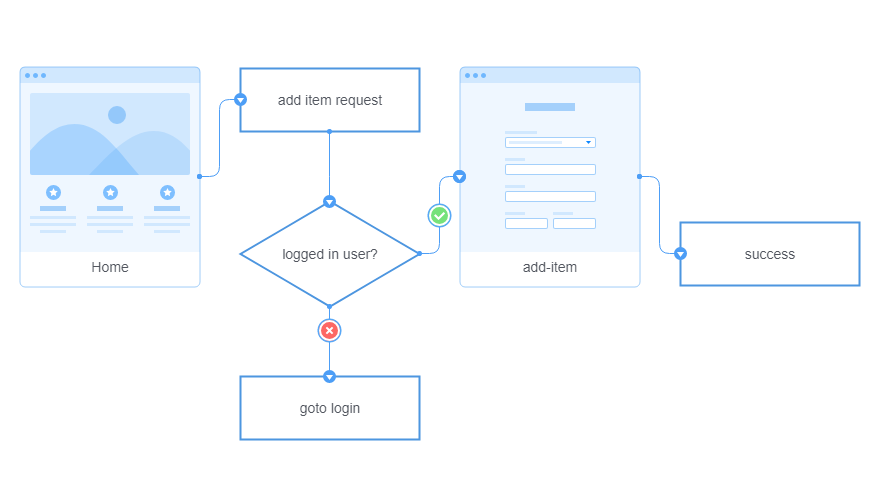 add item request
logged in user?
Home
add-item
success
goto login